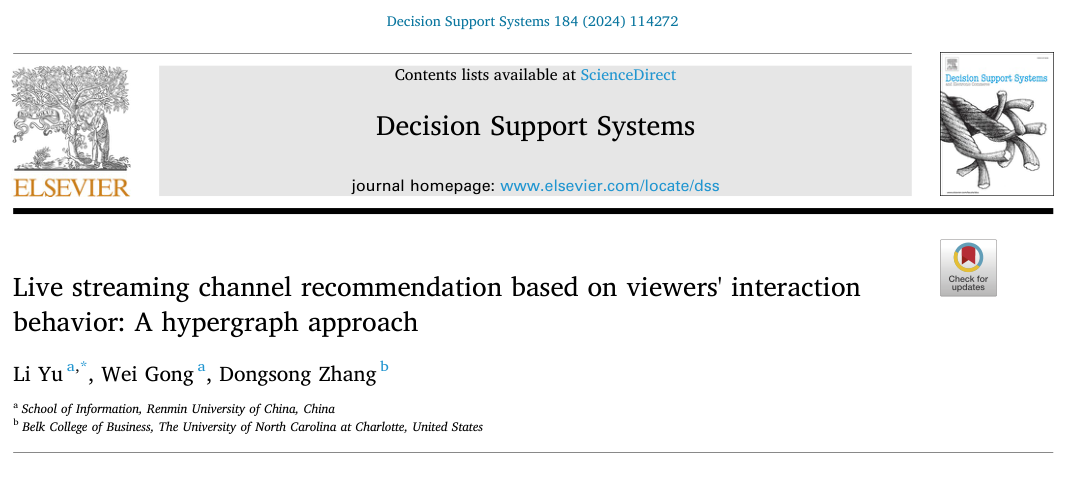 Decision Support Systems 184 (2024) 114272
Contents lists available at ScienceDirect
Decision Support Systems
journal homepage: www.elsevier.com/locate/dss
ELSEVIER
Decision Support Systems
Check for
updates
Live streaming channel recommendation based on viewers' interaction
behavior: A hypergraph approach
Li Yu a,*, Wei Gong a, Dongsong Zhang b
a School of Information, Renmin University of China, China
b Belk College of Business, The University of North Carolina at Charlotte, United States